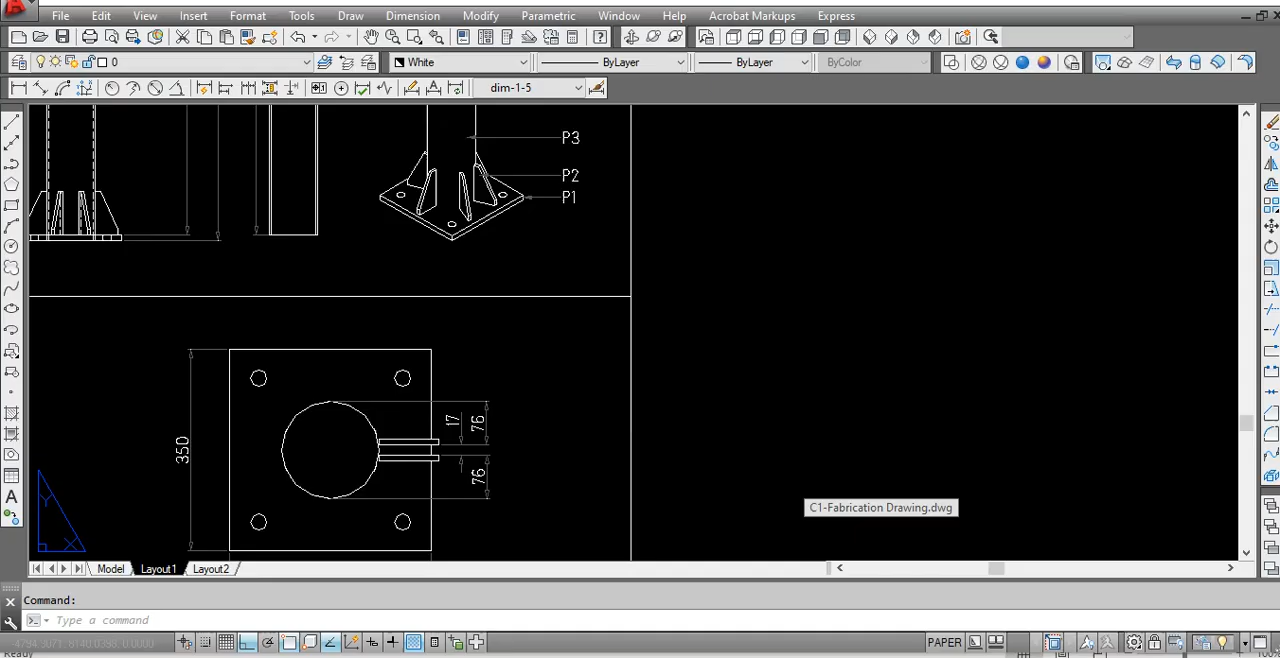 File Edit View Insert Format Tools Draw Dimension Modify Parametric Window Help Acrobat Markups Express
0 White ByLayer ByLayer ByColor
dim-1-5
P3
P2
P1
350
17
76
76
Y
X
C1-Fabrication Drawing.dwg
Model Layout1 Layout2
Command:
Type a command
PAPER
Ready
100%